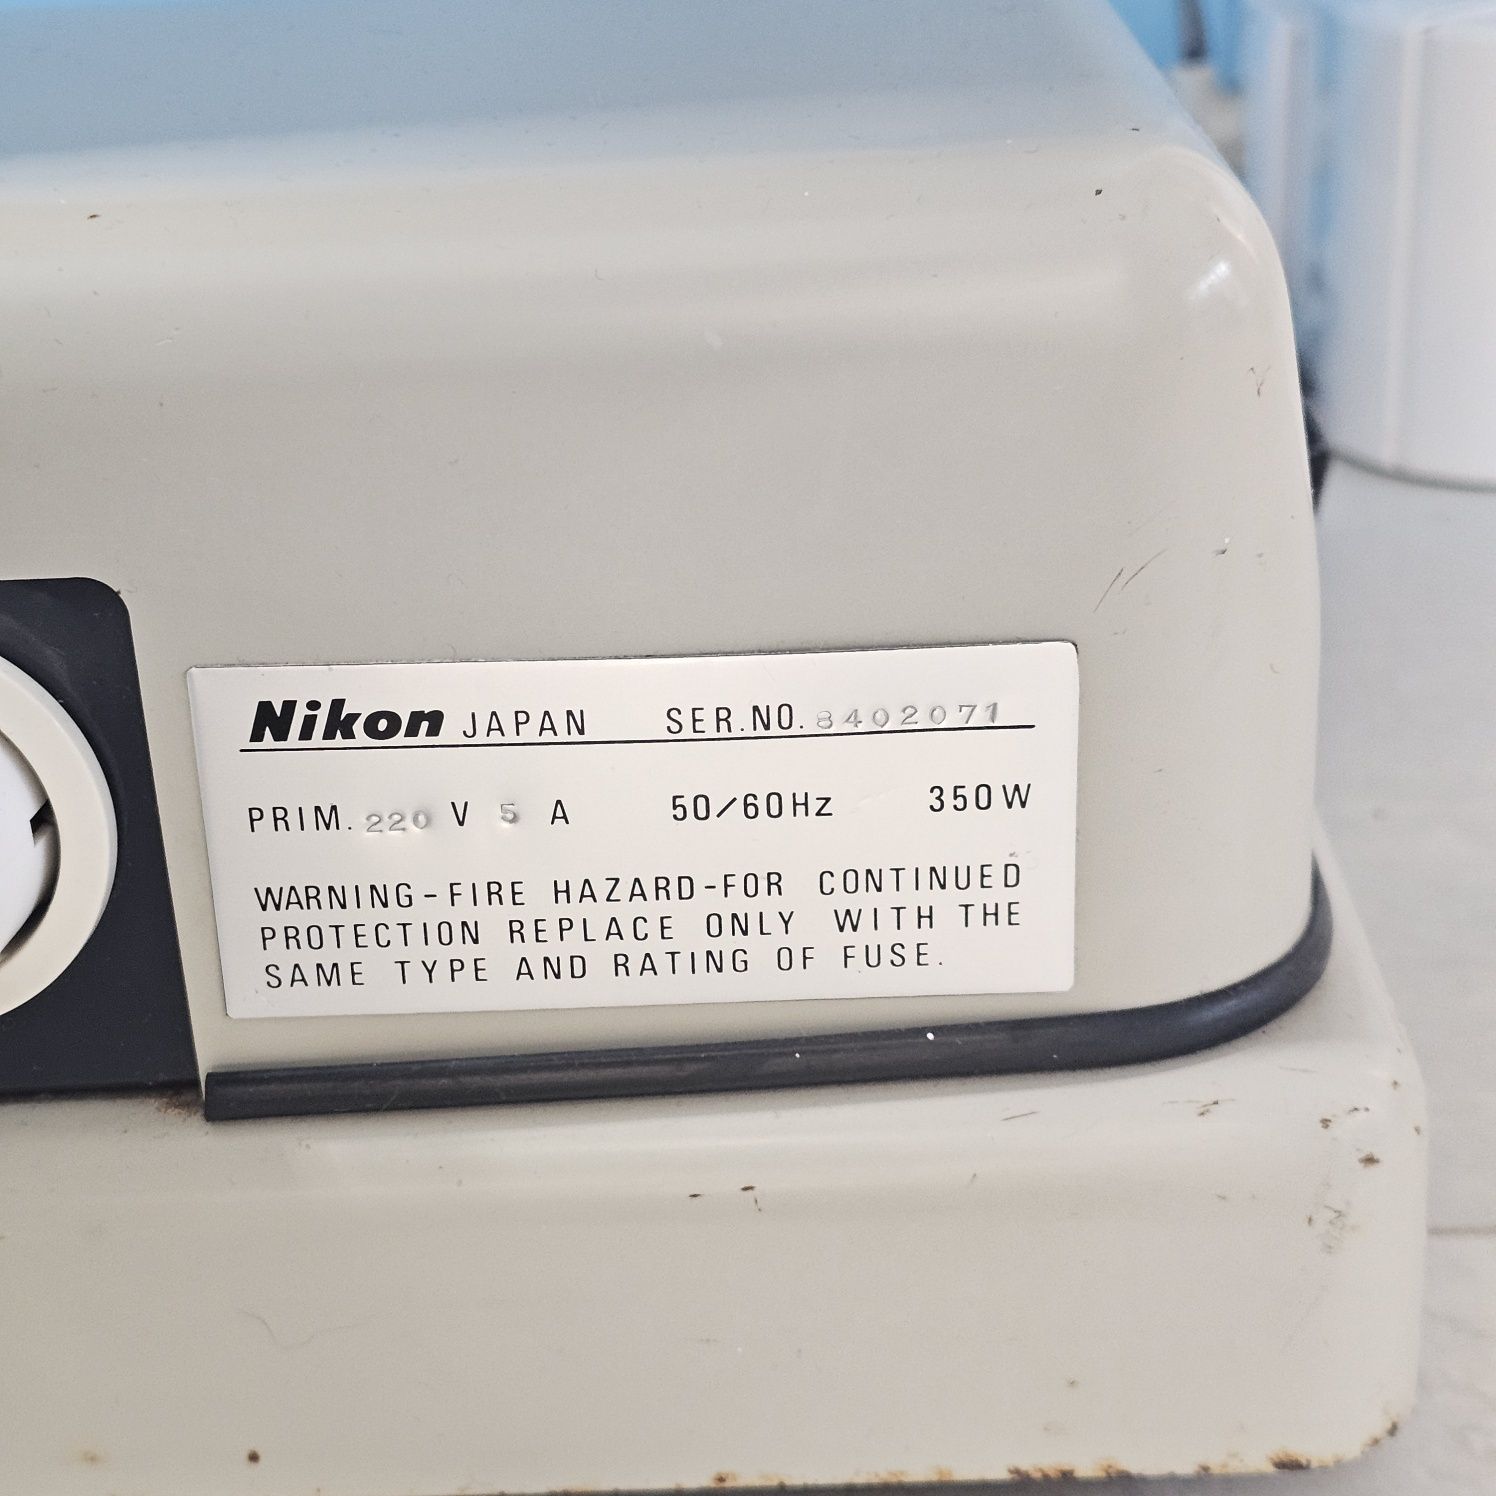 Nikon JAPAN SER.NO. 8402071
PRIM. 220 V 5 A 50/60Hz 350W
WARNING-FIRE HAZARD-FOR CONTINUED
PROTECTION REPLACE ONLY WITH THE
SAME TYPE AND RATING OF FUSE.